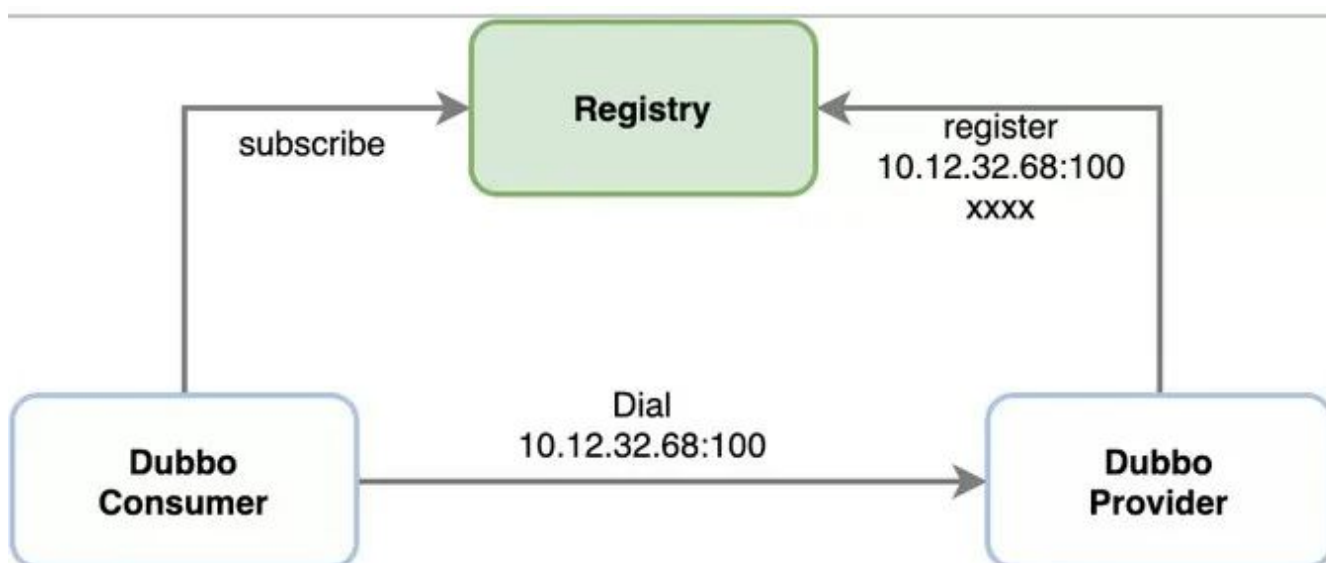 Registry
subscribe
register
10.12.32.68:100
xxxx
Dial
10.12.32.68:100
Dubbo
Consumer
Dubbo
Provider